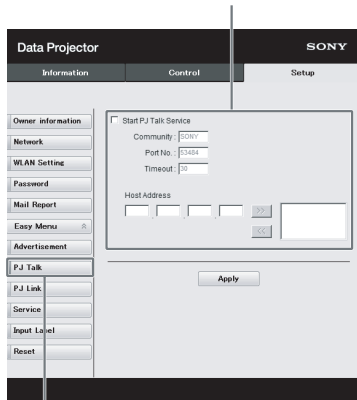 Data Projector
SONY
Information
Control
Setup
Owner information
Network
WLAN Setting
Password
Mail Report
Easy Menu
Advertisement
PJ Talk
PJ Link
Service
Input Label
Reset
Start PJ Talk Service
Community: SONY
Port No.: 53484
Timeout: 30
Host Address
>>
<<
Apply